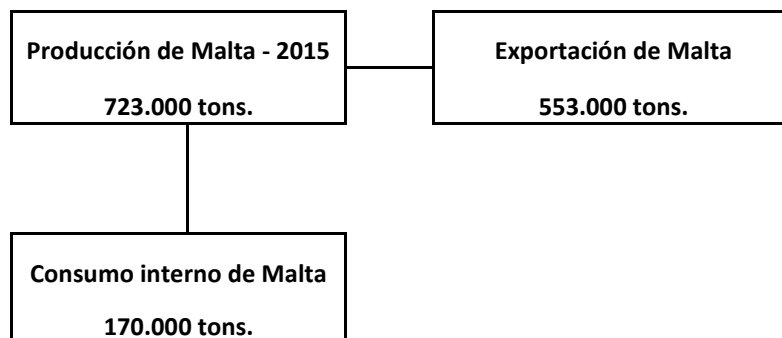 Producción de Malta - 2015
723.000 tons.
Exportación de Malta
553.000 tons.
Consumo interno de Malta
170.000 tons.